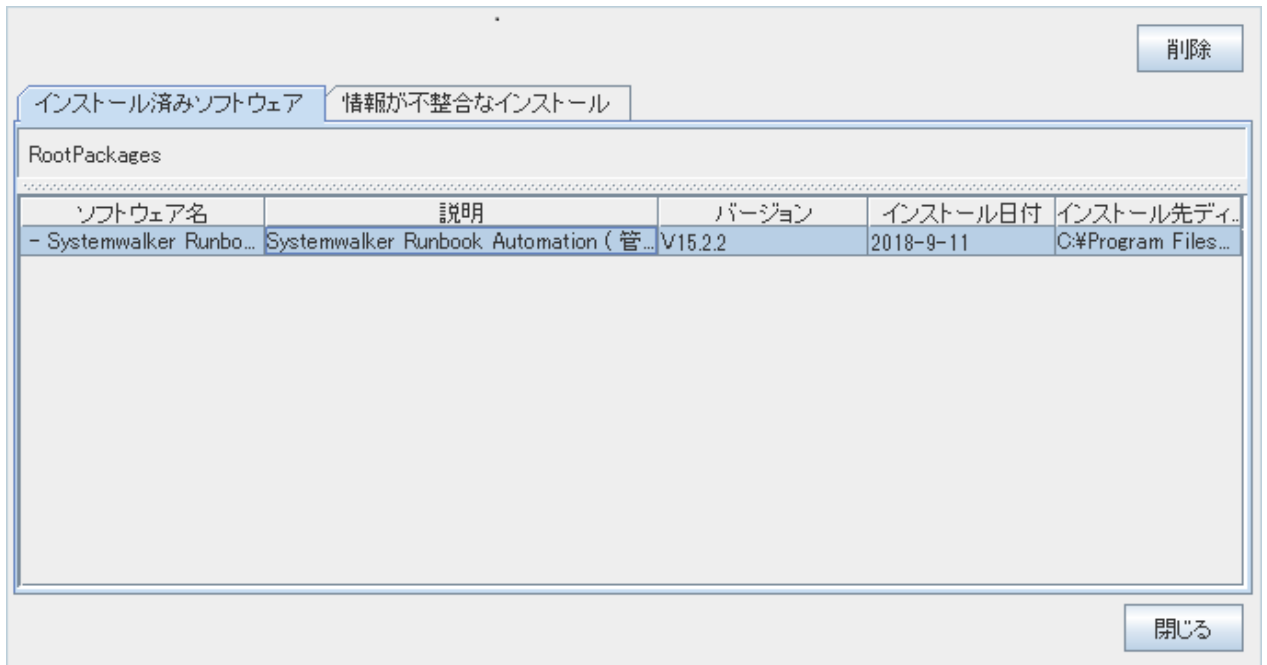 削除
インストール済みソフトウェア 情報が不整合なインストール
RootPackages
ソフトウェア名 説明 バージョン インストール日付 インストール先ディ...
- Systemwalker Runbo... Systemwalker Runbook Automation ( 管... V15.2.2 2018-9-11 C:¥Program Files...
閉じる